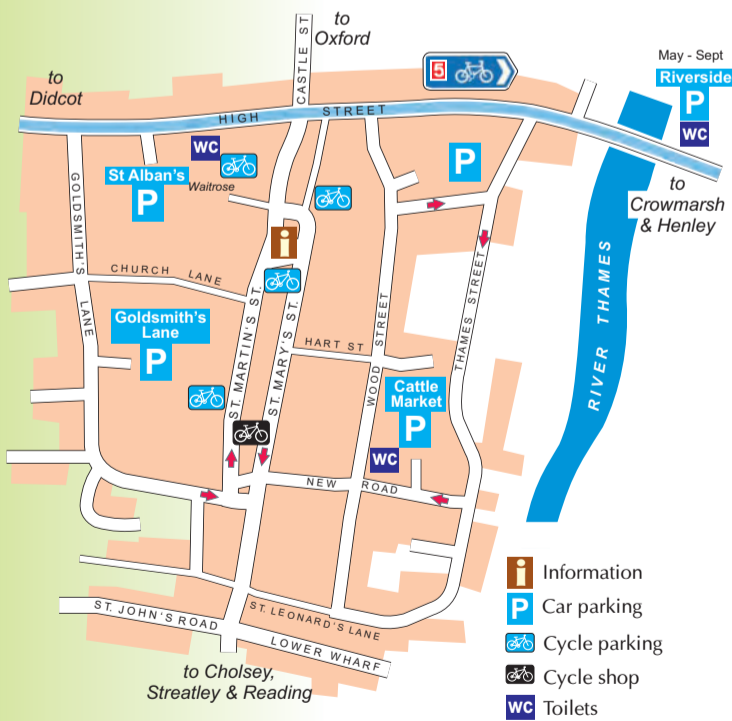 to
Oxford
CASTLE ST
5
May - Sept
Riverside
P
WC
to
Didcot
HIGH STREET
WC
St Alban's
P
Waitrose
P
to
Crowmarsh
& Henley
GOLDSMITH'S LANE
i
CHURCH LANE
Goldsmith's
Lane
P
ST. MARTIN'S ST.
ST. MARY'S ST.
HART ST
WOOD STREET
THAMES STREET
RIVER THAMES
Cattle
Market
P
WC
NEW ROAD
ST. JOHN'S ROAD
ST. LEONARD'S LANE
LOWER WHARF
to Cholsey,
Streatley & Reading
i Information
P Car parking
Cycle parking
Cycle shop
WC Toilets